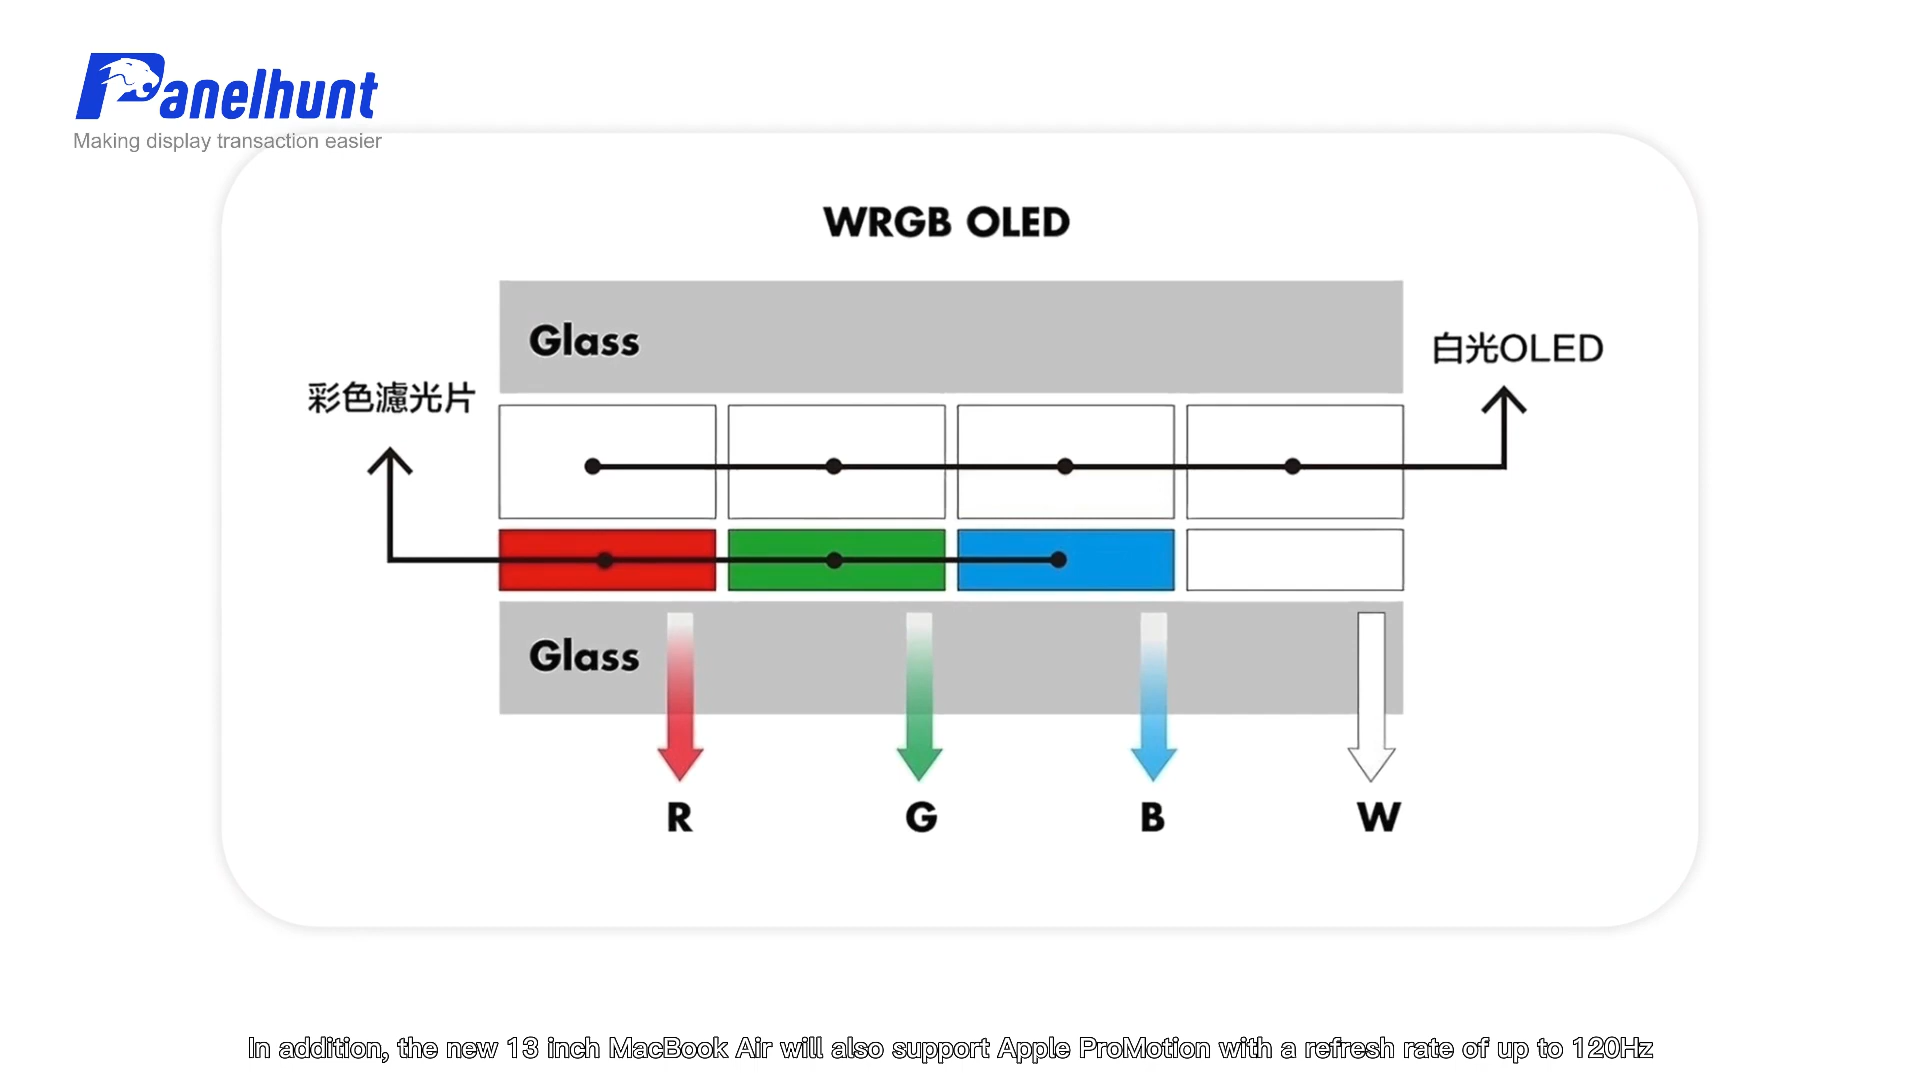 Panelhunt
Making display transaction easier
WRGB OLED
Glass
白光OLED
彩色濾光片
Glass
R G B W
In addition, the new 13 inch MacBook Air will also support Apple ProMotion with a refresh rate of up to 120Hz